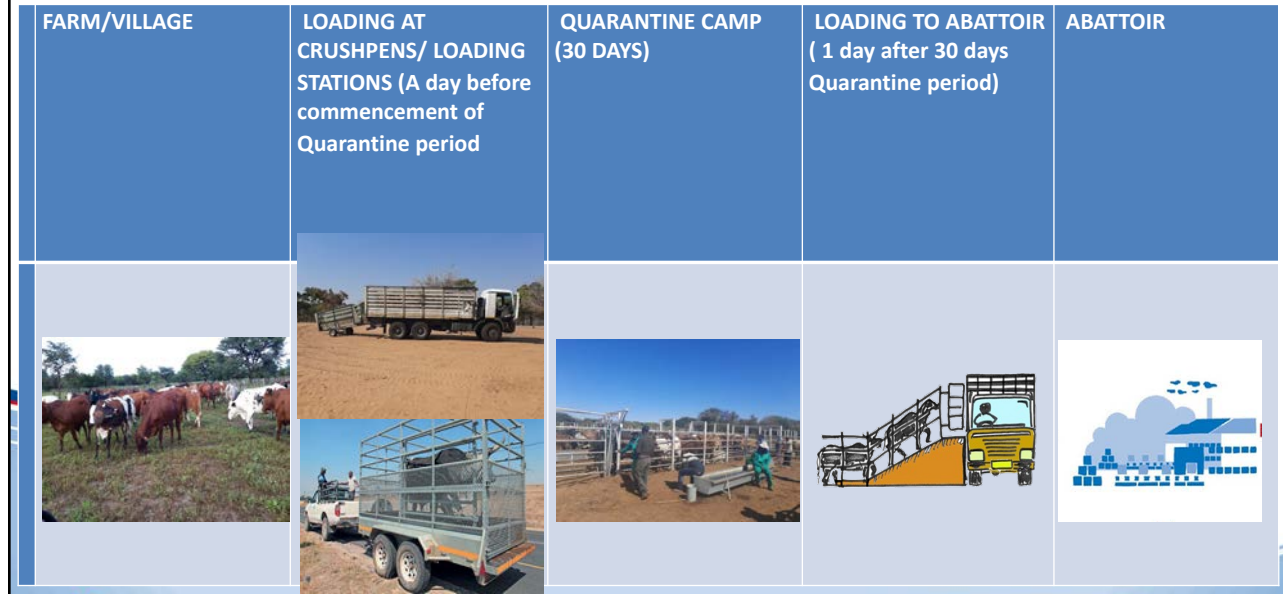 FARM/VILLAGE
LOADING AT
CRUSHPENS/ LOADING
STATIONS (A day before
commencement of
Quarantine period
QUARANTINE CAMP
(30 DAYS)
LOADING TO ABATTOIR
( 1 day after 30 days
Quarantine period)
ABATTOIR